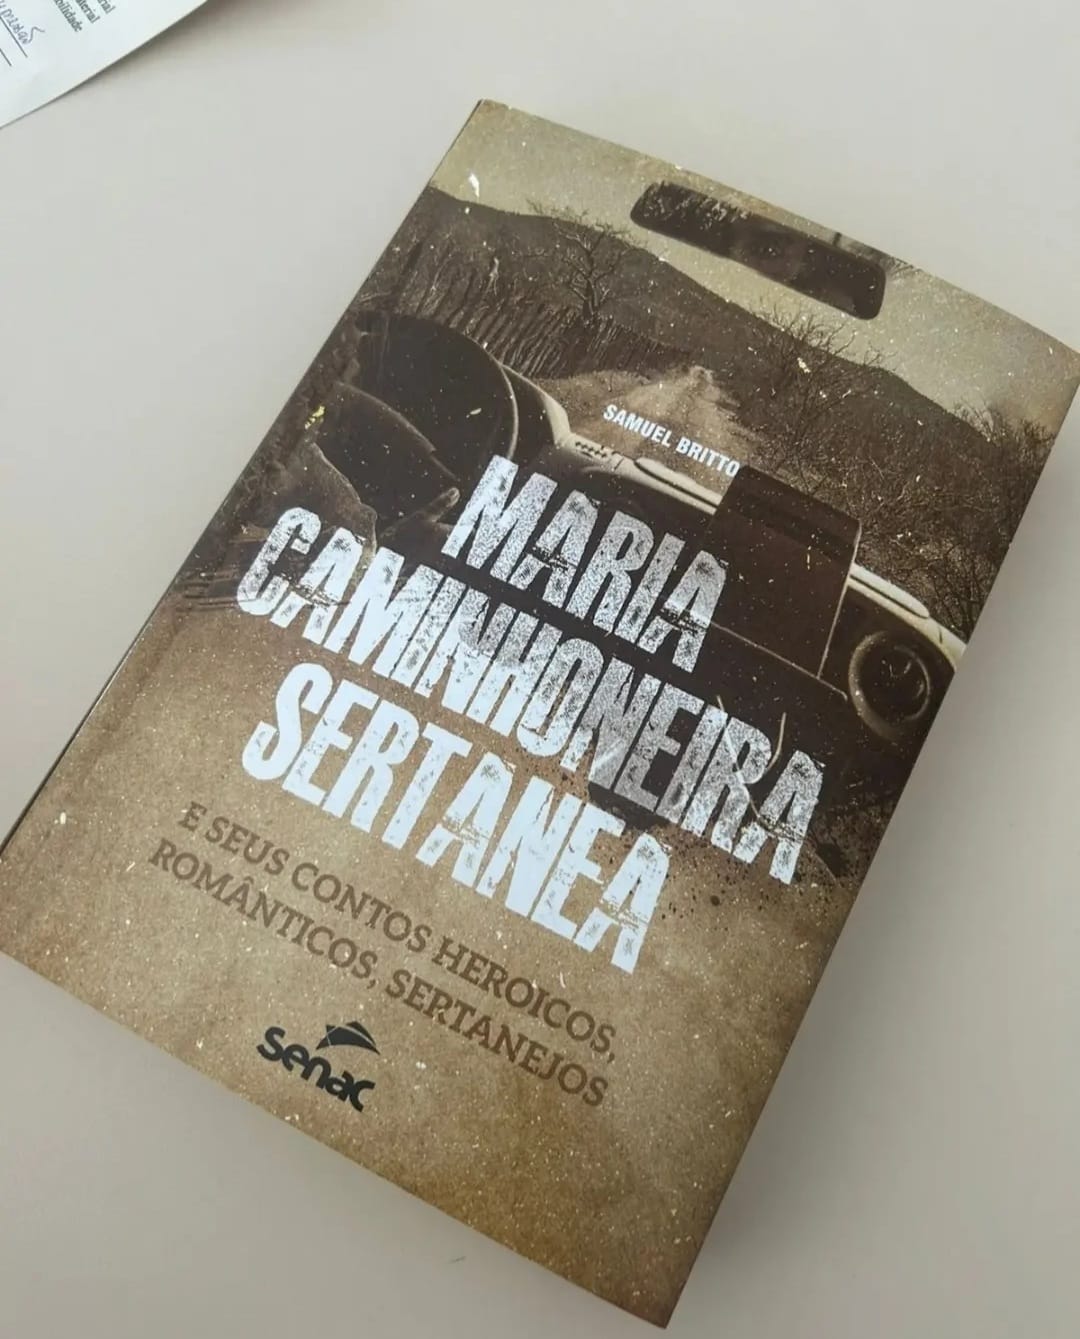 SAMUEL BRITTO
MARIA
CAMINHONEIRA
SERTANEA
E SEUS CONTOS HEROICOS,
ROMÂNTICOS, SERTANEJOS
senac